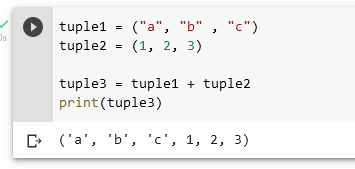 tuple1 = ("a", "b" , "c")
tuple2 = (1, 2, 3)
tuple3 = tuple1 + tuple2
print(tuple3)
('a', 'b', 'c', 1, 2, 3)